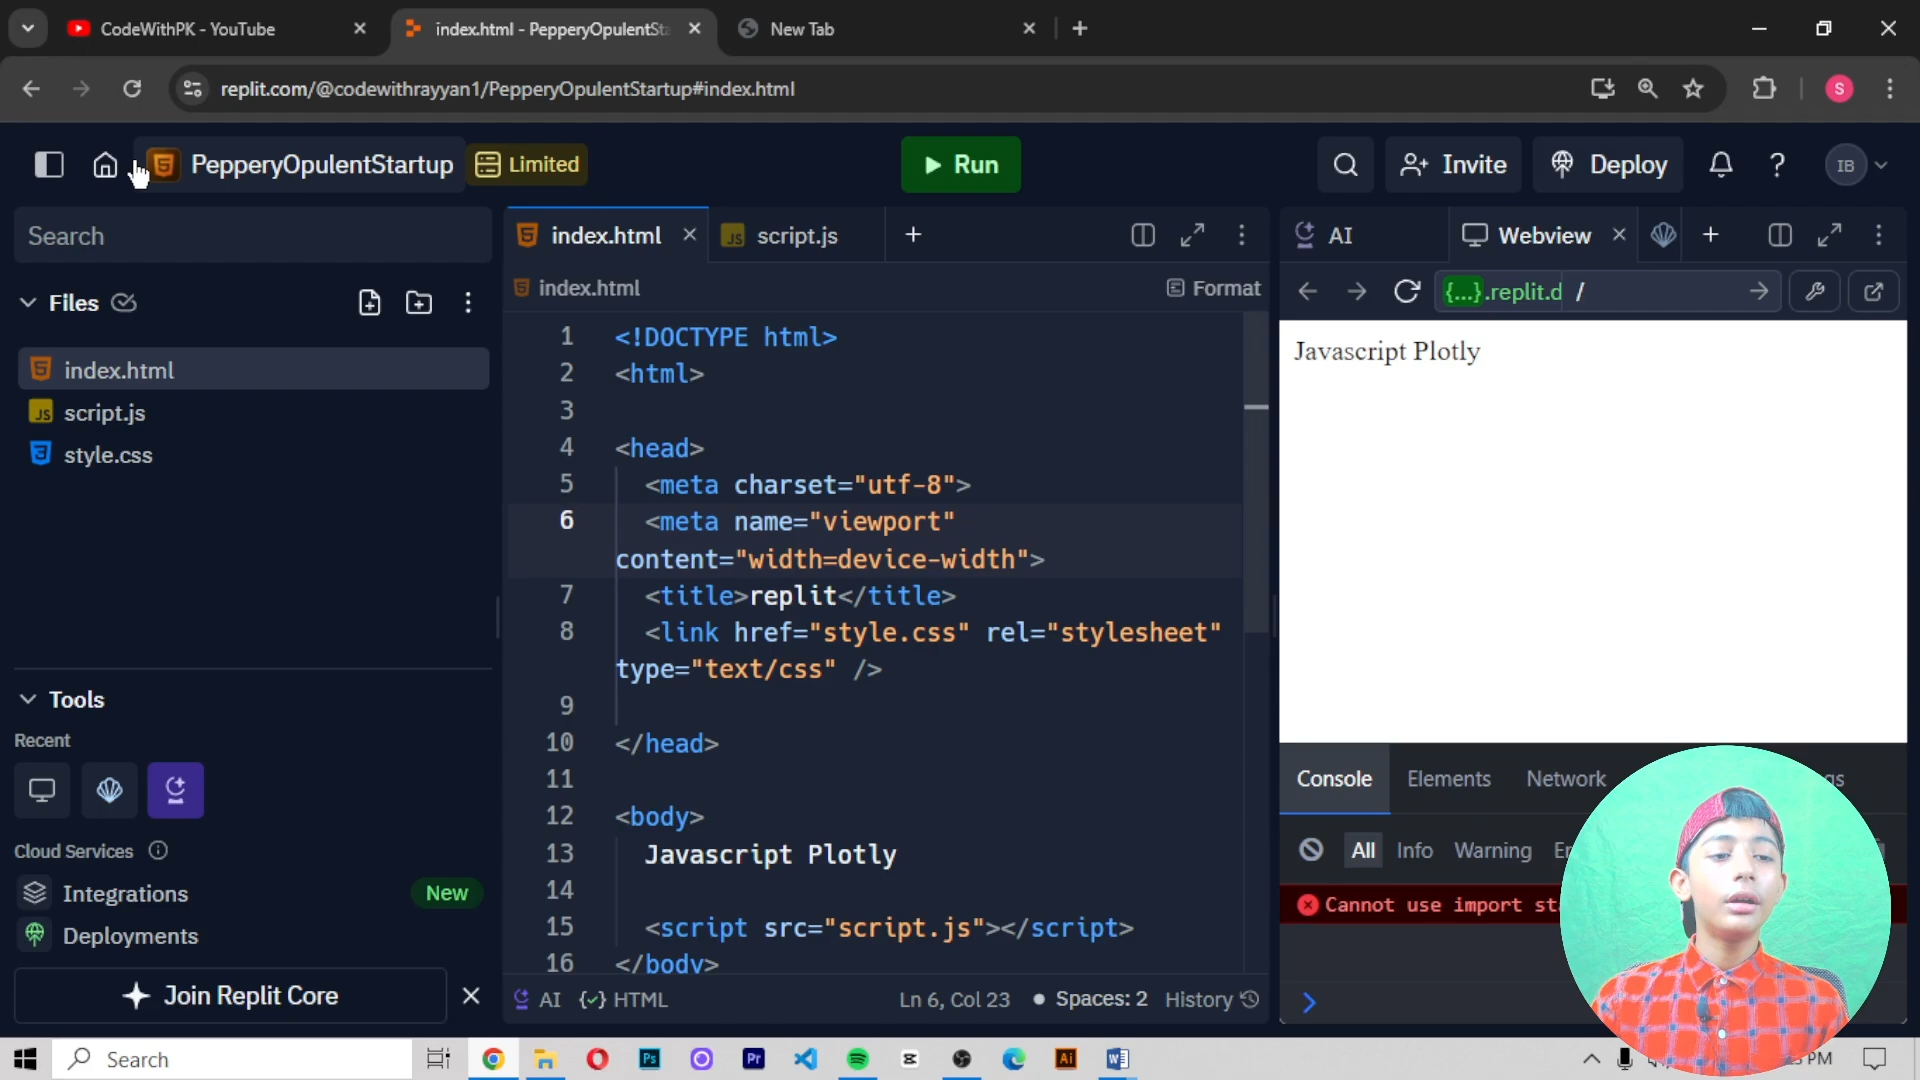 CodeWithPK - YouTube
index.html - PepperyOpulentSta
New Tab
replit.com/@codewithrayyan1/PepperyOpulentStartup#index.html
PepperyOpulentStartup
Limited
Run
Invite
Deploy
IB
S
Search
Files
index.html
script.js
style.css
Tools
Recent
Cloud Services
Integrations
New
Deployments
Join Replit Core
index.html
script.js
index.html
Format
1 <!DOCTYPE html>
2 <html>
3
4 <head>
5 <meta charset="utf-8">
6 <meta name="viewport"
content="width=device-width">
7 <title>replit</title>
8 <link href="style.css" rel="stylesheet"
type="text/css" />
9
10 </head>
11
12 <body>
13 Javascript Plotly
14
15 <script src="script.js"></script>
16 </body>
AI
HTML
Ln 6, Col 23
Spaces: 2
History
AI
Webview
{...}.replit.d /
Javascript Plotly
Console
Elements
Network
All
Info
Warning
Cannot use import
Search
PM